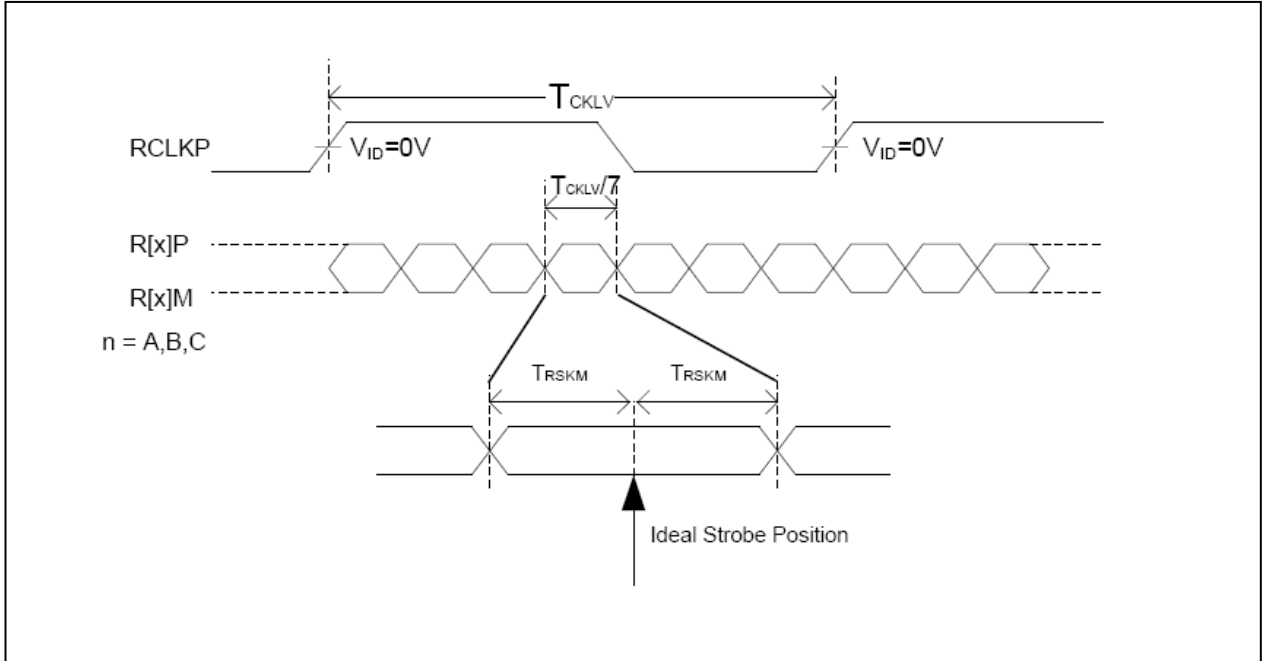 TCKLV
RCLKP
VID=0V
VID=0V
TCKLV/7
R[x]P
R[x]M
n = A,B,C
TRSKM
TRSKM
Ideal Strobe Position